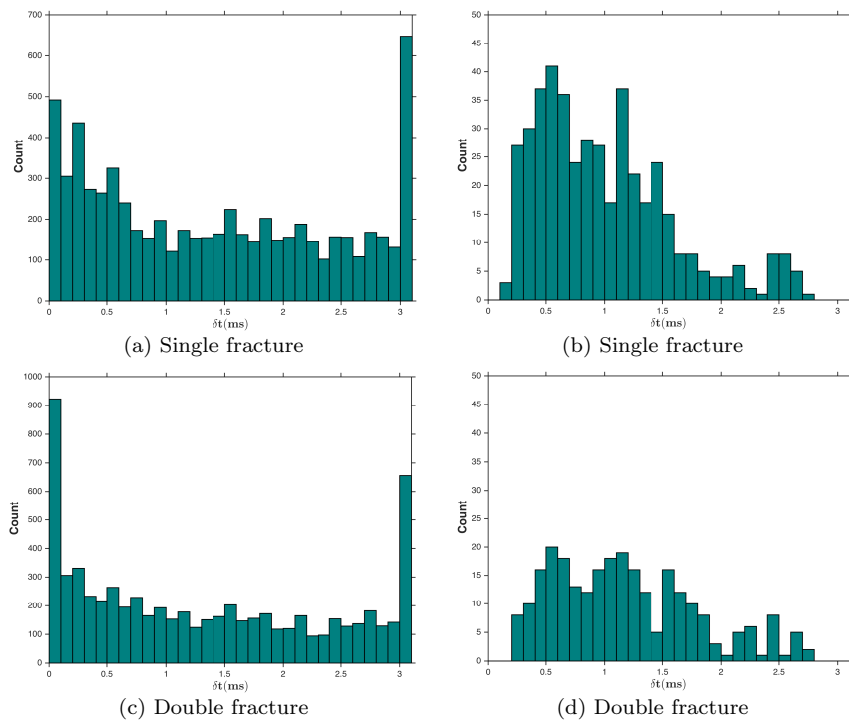 700
600
500
400
300
200
100
0
Count
0 0.5 1 1.5 2 2.5 3
δt(ms)
(a) Single fracture
50
45
40
35
30
25
20
15
10
5
0
Count
0 0.5 1 1.5 2 2.5 3
δt(ms)
(b) Single fracture
1000
900
800
700
600
500
400
300
200
100
0
Count
0 0.5 1 1.5 2 2.5 3
δt(ms)
(c) Double fracture
50
45
40
35
30
25
20
15
10
5
0
Count
0 0.5 1 1.5 2 2.5 3
δt(ms)
(d) Double fracture